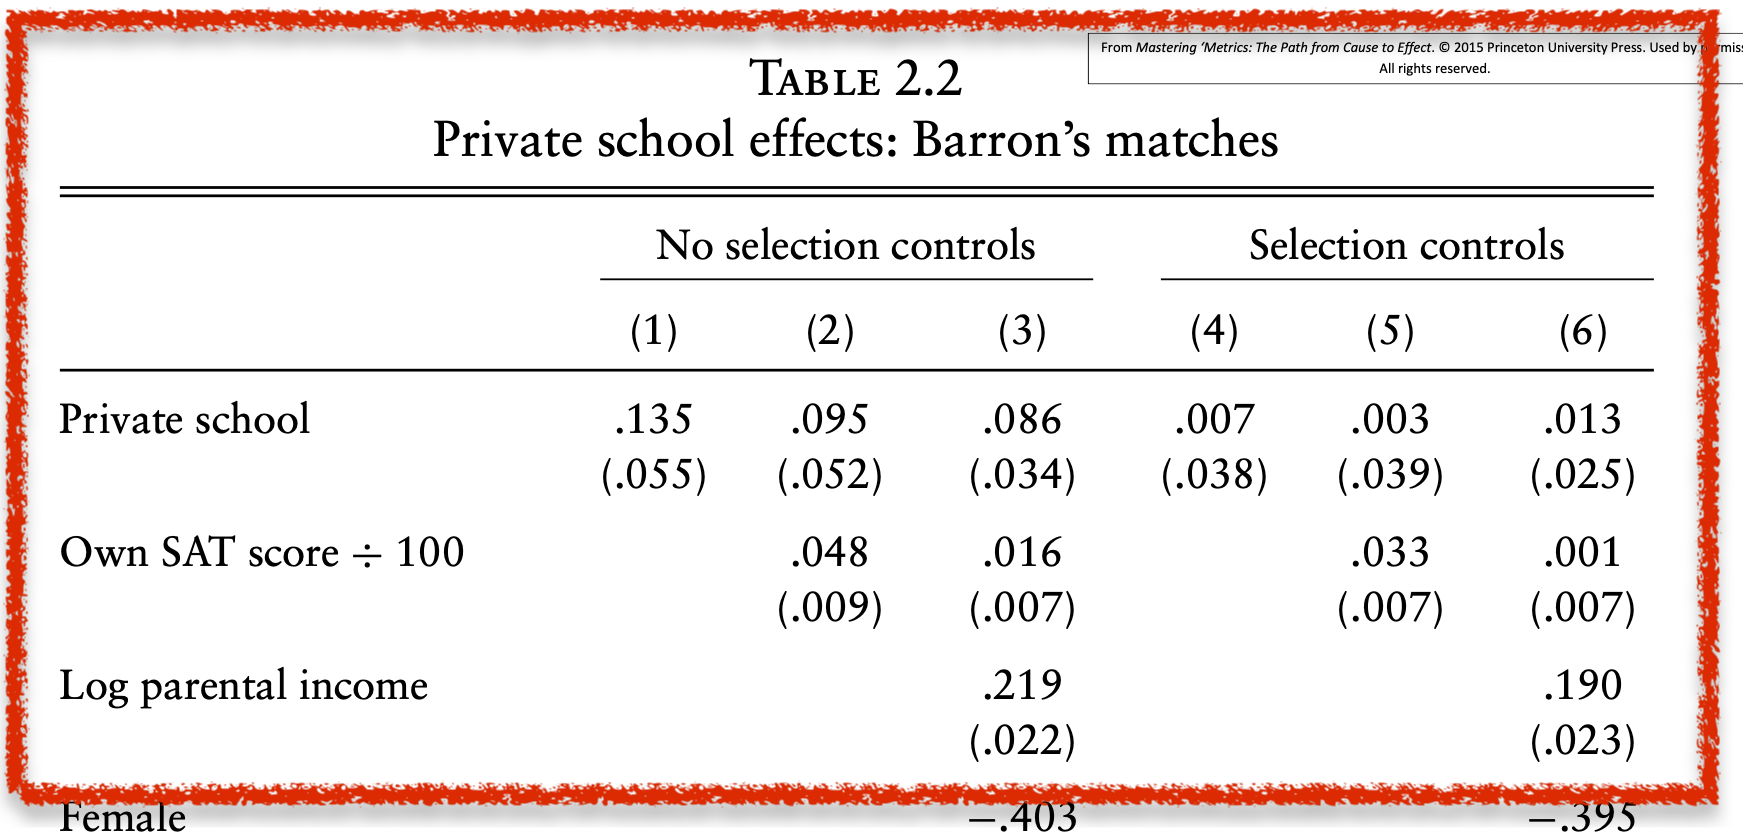 From Mastering ’Metrics: The Path from Cause to Effect. © 2015 Princeton University Press. Used by
All rights reserved.
TABLE 2.2
Private school effects: Barron’s matches
No selection controls Selection controls
(1) (2) (3) (4) (5) (6)
Private school .135 .095 .086 .007 .003 .013
(.055) (.052) (.034) (.038) (.039) (.025)
Own SAT score ÷ 100 .048 .016 .033 .001
(.009) (.007) (.007) (.007)
Log parental income .219 .190
(.022) (.023)
Female −.403 −.395